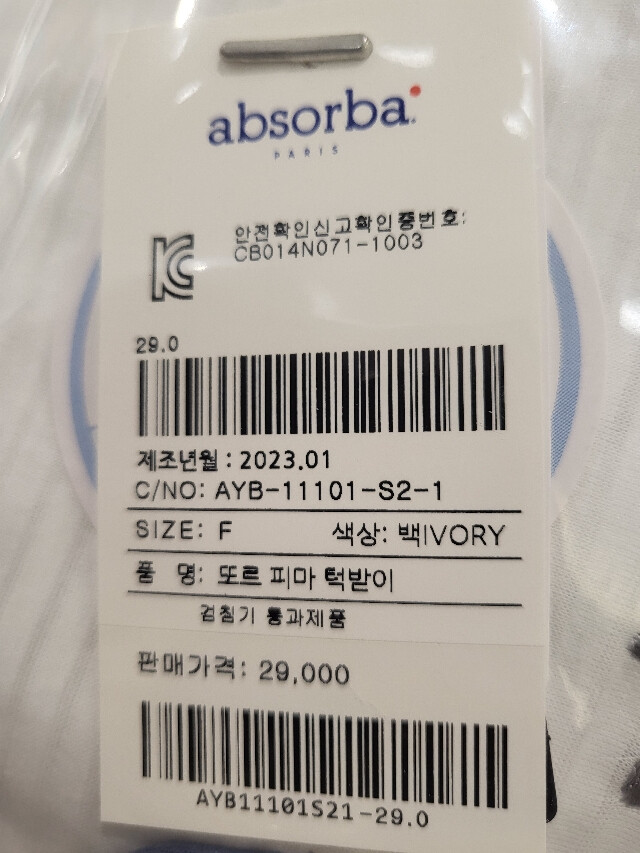 absorba
PARIS
안전확인신고확인증번호:
CB014N071-1003
29.0
제조년월 : 2023.01
C/NO: AYB-11101-S2-1
SIZE: F 색상: 백IVORY
품 명: 또르 피마 턱받이
검침기 통과제품
판매가격: 29,000
AYB11101S21-29.0